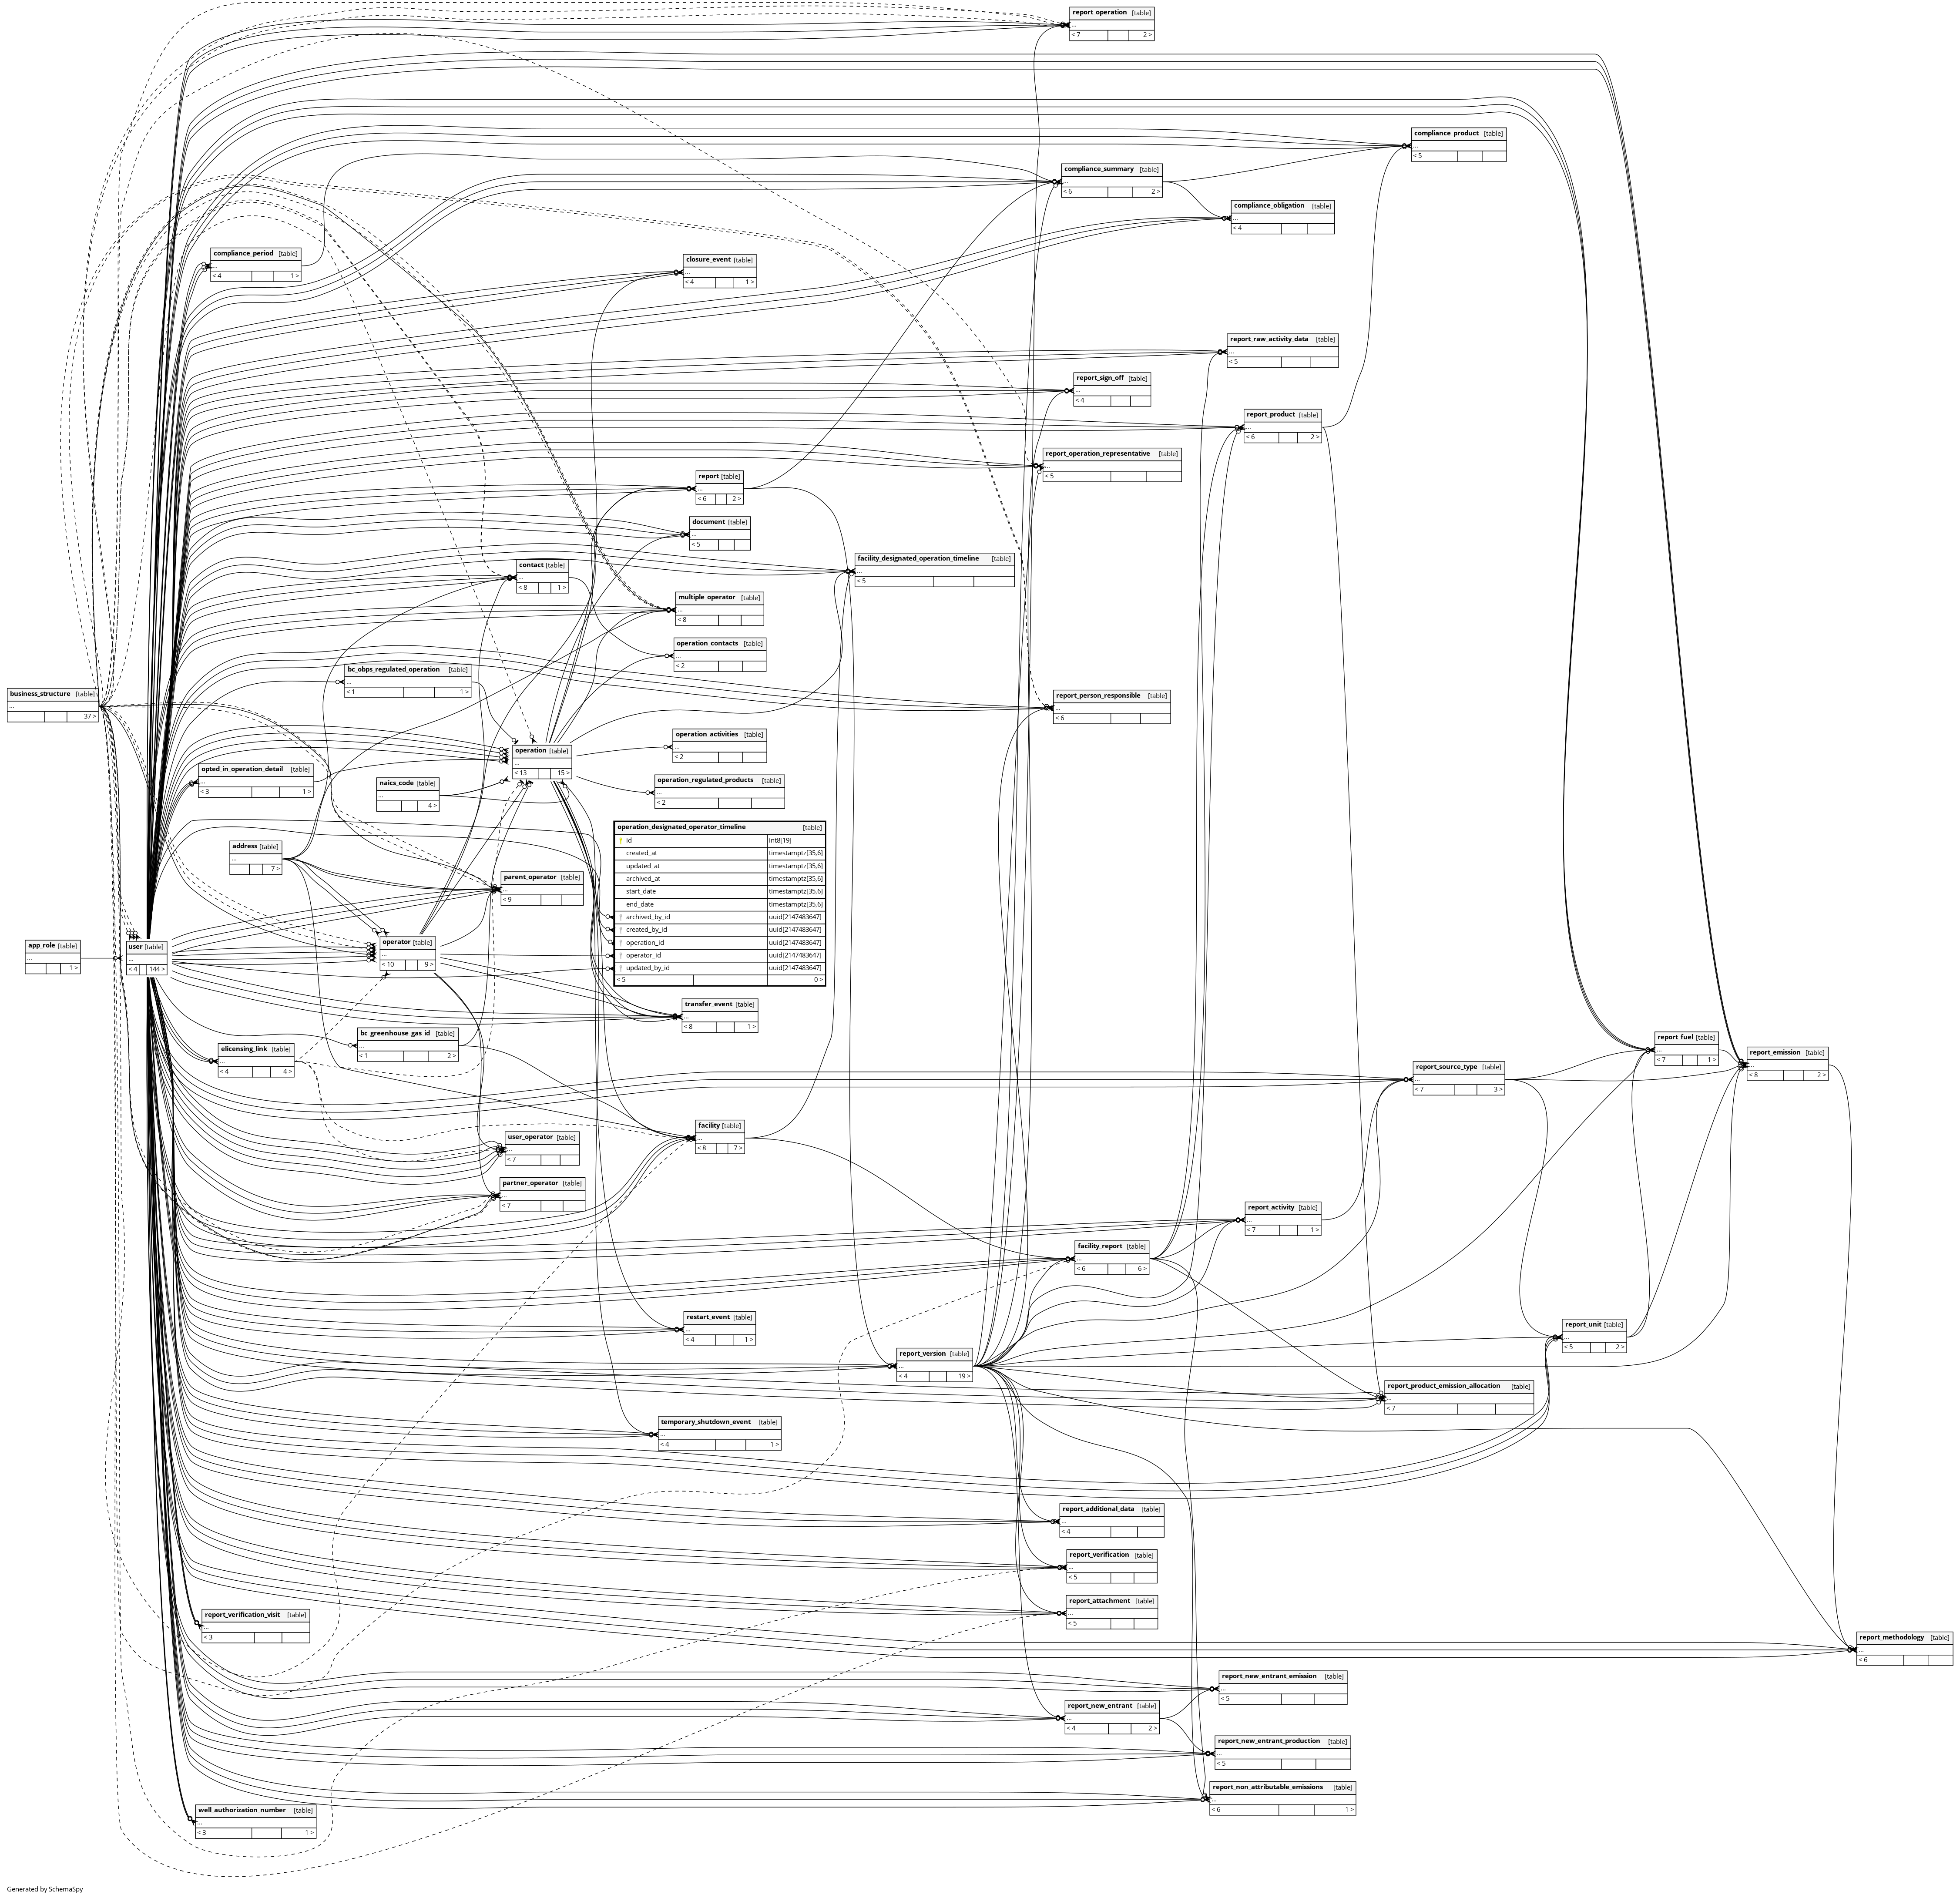 report_operation [table]
...
< 7 2 >
compliance_product [table]
...
< 5
compliance_summary [table]
...
< 6 2 >
compliance_obligation [table]
...
< 4
compliance_period [table]
...
< 4 1 >
closure_event [table]
...
< 4 1 >
report_raw_activity_data [table]
...
< 5
report_sign_off [table]
...
< 4
report_product [table]
...
< 6 2 >
report_operation_representative [table]
...
< 5
report [table]
...
< 6 2 >
document [table]
...
< 5
facility_designated_operation_timeline [table]
...
< 5
contact [table]
...
< 8 1 >
multiple_operator [table]
...
< 8
operation_contacts [table]
...
< 2
bc_obps_regulated_operation [table]
...
< 1 1 >
business_structure [table]
...
37 >
report_person_responsible [table]
...
< 6
operation_activities [table]
...
< 2
operation [table]
...
< 13 15 >
opted_in_operation_detail [table]
...
< 3 1 >
naics_code [table]
...
4 >
operation_regulated_products [table]
...
< 2
operation_designated_operator_timeline [table]
id int8[19]
created_at timestamptz[35,6]
updated_at timestamptz[35,6]
archived_at timestamptz[35,6]
start_date timestamptz[35,6]
end_date timestamptz[35,6]
archived_by_id uuid[2147483647]
created_by_id uuid[2147483647]
operation_id uuid[2147483647]
operator_id uuid[2147483647]
updated_by_id uuid[2147483647]
< 5 0 >
address [table]
...
7 >
parent_operator [table]
...
< 9
app_role [table]
...
1 >
user [table]
...
< 4 144 >
operator [table]
...
< 10 9 >
transfer_event [table]
...
< 8 1 >
bc_greenhouse_gas_id [table]
...
< 1 2 >
elicensing_link [table]
...
< 4 4 >
report_fuel [table]
...
< 7 1 >
report_emission [table]
...
< 8 2 >
report_source_type [table]
...
< 7 3 >
facility [table]
...
< 8 7 >
user_operator [table]
...
< 7
partner_operator [table]
...
< 7
report_activity [table]
...
< 7 1 >
facility_report [table]
...
< 6 6 >
restart_event [table]
...
< 4 1 >
report_unit [table]
...
< 5 2 >
report_version [table]
...
< 4 19 >
report_product_emission_allocation [table]
...
< 7
temporary_shutdown_event [table]
...
< 4 1 >
report_additional_data [table]
...
< 4
report_verification [table]
...
< 5
report_attachment [table]
...
< 5
report_verification_visit [table]
...
< 3
report_methodology [table]
...
< 6
report_new_entrant_emission [table]
...
< 5
report_new_entrant [table]
...
< 4 2 >
report_new_entrant_production [table]
...
< 5
report_non_attributable_emissions [table]
...
< 6 1 >
well_authorization_number [table]
...
< 3 1 >
Generated by SchemaSpy